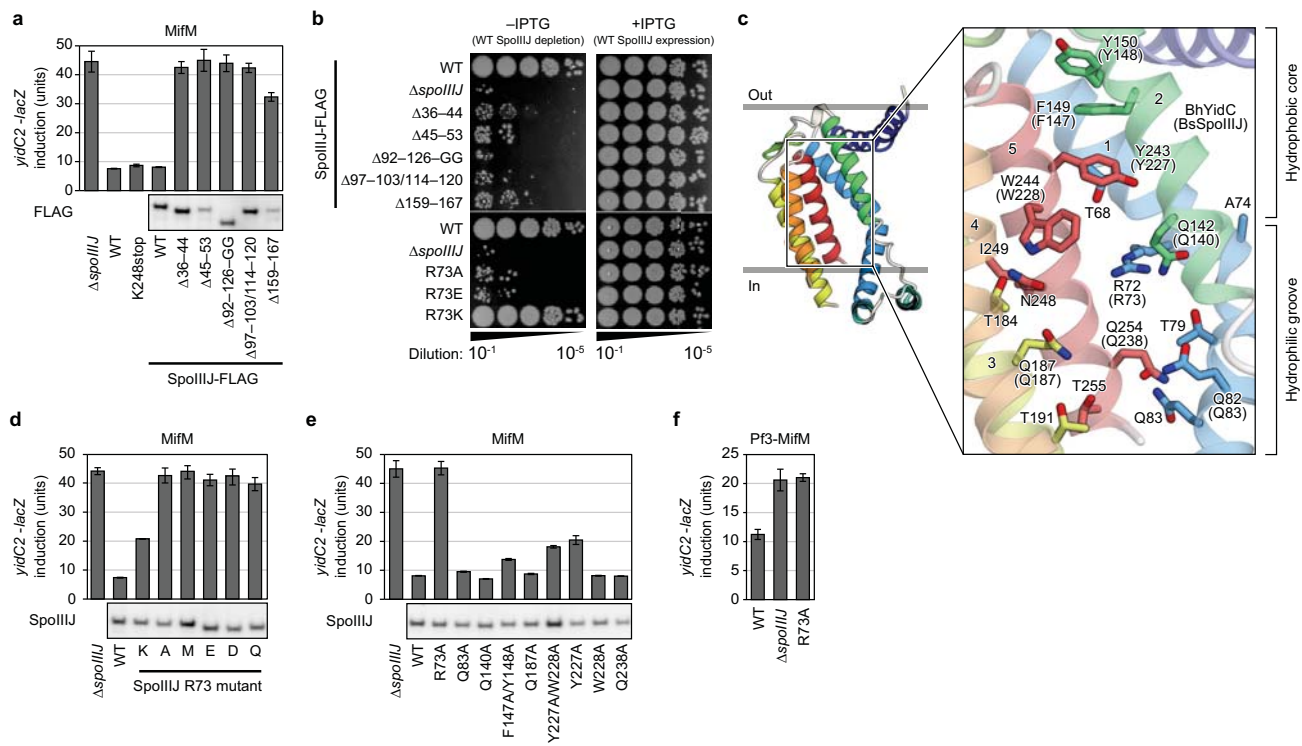 a
MifM
yidC2 -lacZ
induction (units)
50
40
30
20
10
0
FLAG
ΔspoIIIJ
WT
K248stop
WT
Δ36–44
Δ45–53
Δ92–126–GG
Δ97–103/114–120
Δ159–167
SpoIIIJ-FLAG
b
–IPTG
(WT SpoIIIJ depletion)
+IPTG
(WT SpoIIIJ expression)
SpoIIIJ-FLAG
WT
ΔspoIIIJ
Δ36–44
Δ45–53
Δ92–126–GG
Δ97–103/114–120
Δ159–167
WT
ΔspoIIIJ
R73A
R73E
R73K
Dilution:
10-1
10-5
10-1
10-5
c
Out
In
Y150
(Y148)
F149
(F147)
2
BhYidC
(BsSpoIIIJ)
5
1
Y243
(Y227)
W244
(W228)
T68
A74
4
Q142
(Q140)
I249
R72
(R73)
N248
T184
T79
Q254
(Q238)
3
Q187
(Q187)
T255
Q82
(Q83)
T191
Q83
Hydrophobic core
Hydrophilic groove
d
MifM
yidC2 -lacZ
induction (units)
50
40
30
20
10
0
SpoIIIJ
ΔspoIIIJ
WT
K
A
M
E
D
Q
SpoIIIJ R73 mutant
e
MifM
yidC2 -lacZ
induction (units)
50
40
30
20
10
0
SpoIIIJ
ΔspoIIIJ
WT
R73A
Q83A
Q140A
F147A/Y148A
Q187A
Y227A/W228A
Y227A
W228A
Q238A
f
Pf3-MifM
yidC2 -lacZ
induction (units)
25
20
15
10
5
0
WT
ΔspoIIIJ
R73A